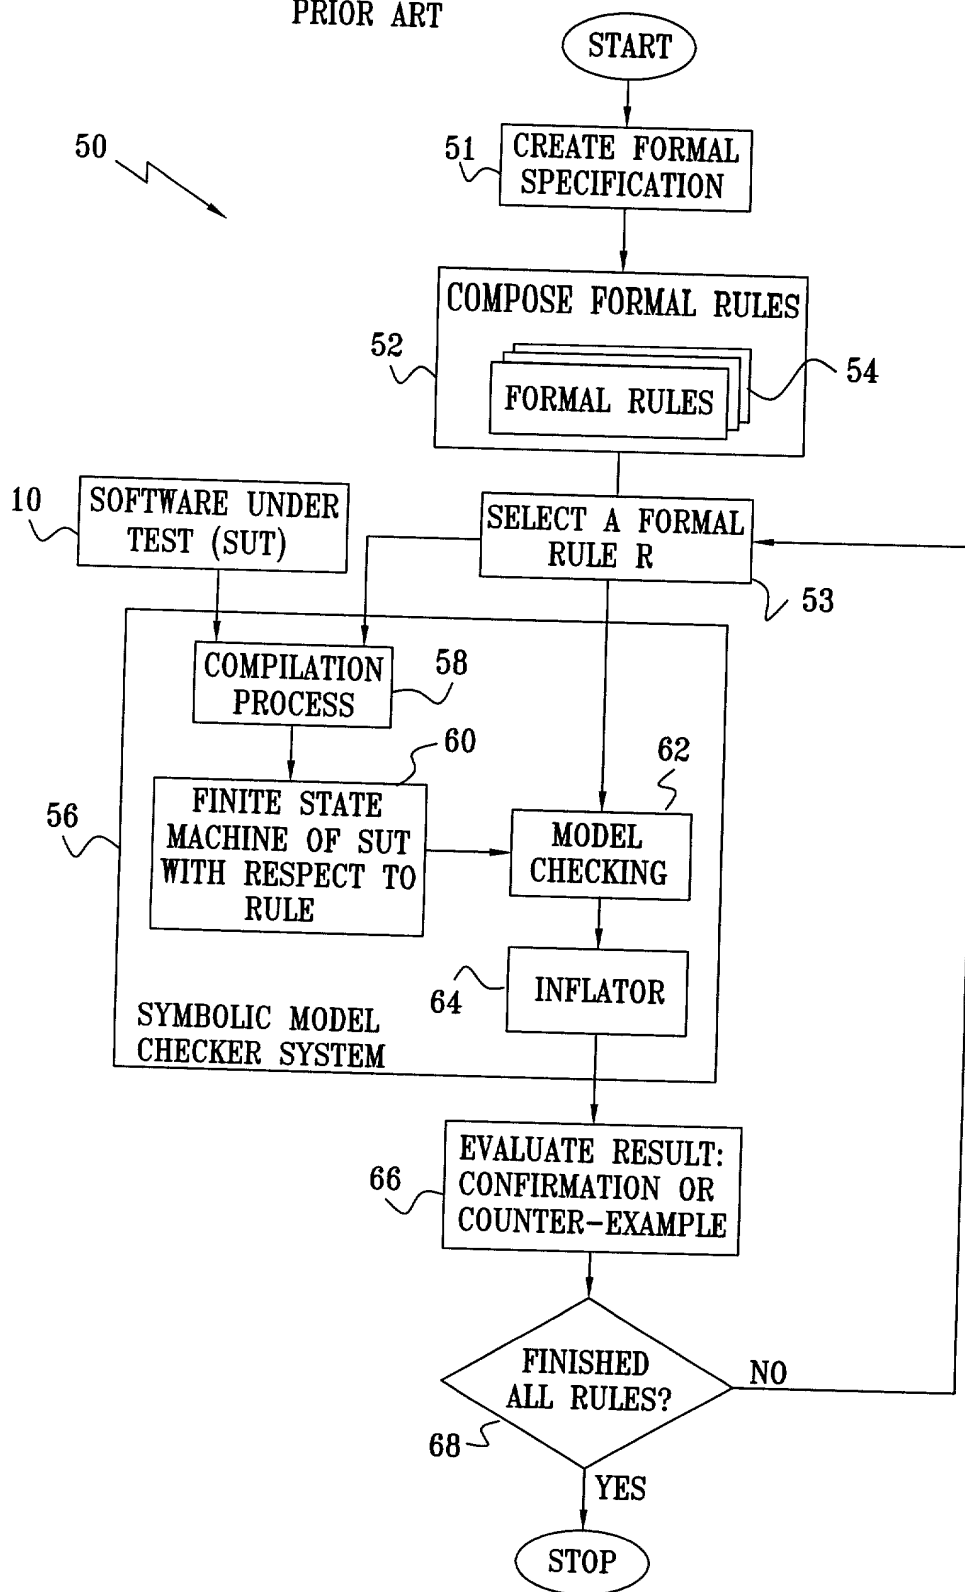 PRIOR ART
START
50
51
CREATE FORMAL
SPECIFICATION
COMPOSE FORMAL RULES
52
54
FORMAL RULES
10
SOFTWARE UNDER
TEST (SUT)
SELECT A FORMAL
RULE R
53
COMPILATION
PROCESS
58
60
62
56
FINITE STATE
MACHINE OF SUT
WITH RESPECT TO
RULE
MODEL
CHECKING
64
INFLATOR
SYMBOLIC MODEL
CHECKER SYSTEM
66
EVALUATE RESULT:
CONFIRMATION OR
COUNTER-EXAMPLE
FINISHED
ALL RULES?
NO
68
YES
STOP